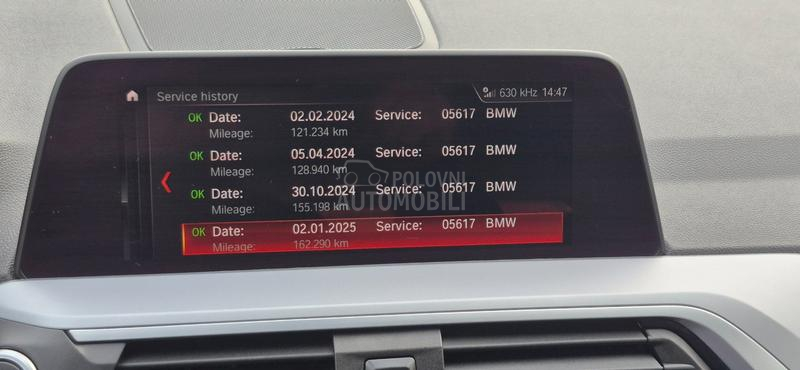 Service history 630 kHz 14:47
OK Date: 02.02.2024 Service: 05617 BMW
Mileage: 121.234 km
OK Date: 05.04.2024 Service: 05617 BMW
Mileage: 128.940 km
OK Date: 30.10.2024 Service: 05617 BMW
Mileage: 155.198 km
OK Date: 02.01.2025 Service: 05617 BMW
Mileage: 162.290 km
POLOVNI
AUTOMOBILI